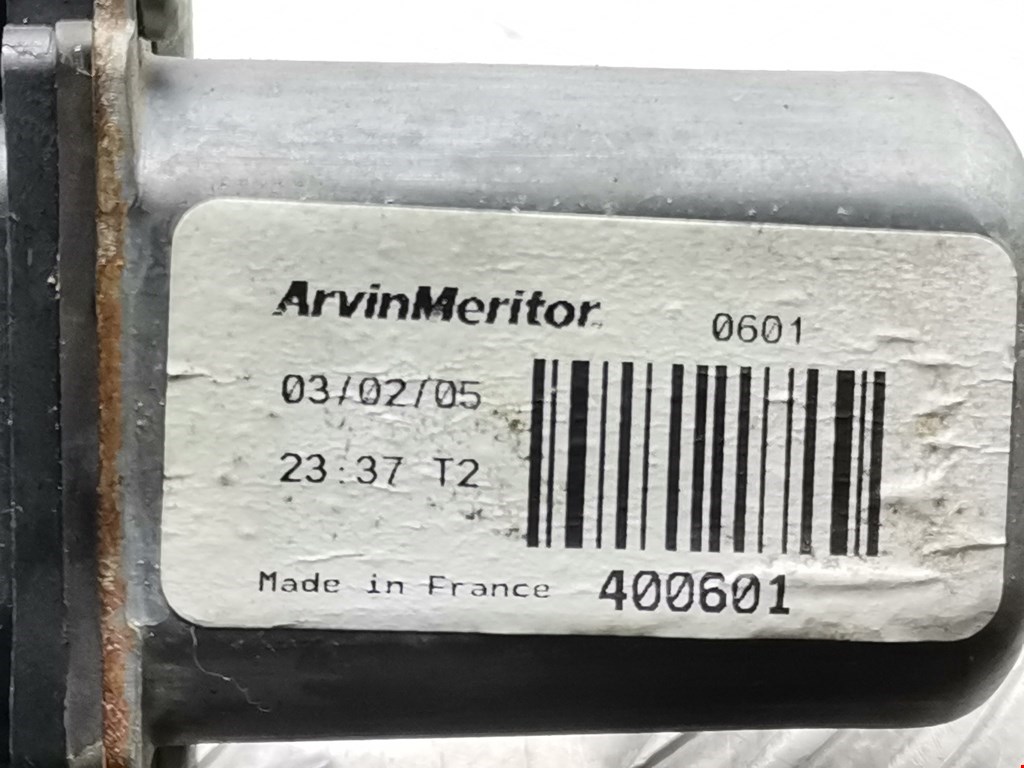 ArvinMeritor
0601
03/02/05
23:37 T2
Made in France 400601